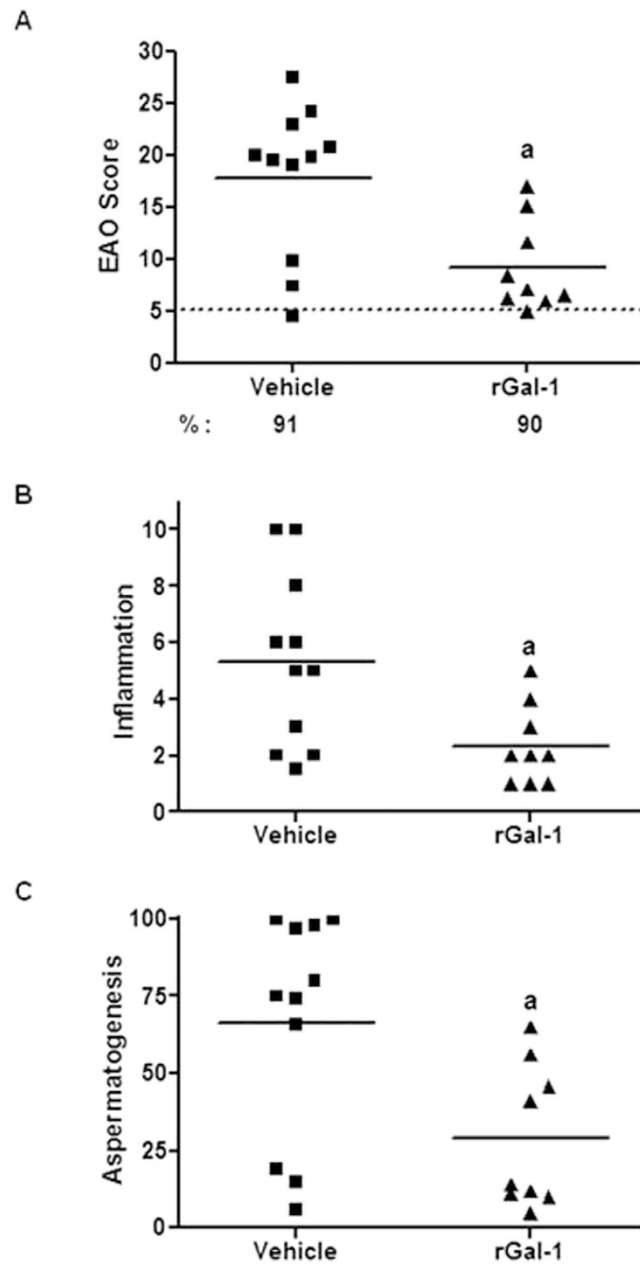 A
EAO Score
30
25
20
15
10
5
0
a
Vehicle rGal-1
% : 91 90
B
Inflammation
10
8
6
4
2
0
a
Vehicle rGal-1
C
Aspermatogenesis
100
75
50
25
0
a
Vehicle rGal-1